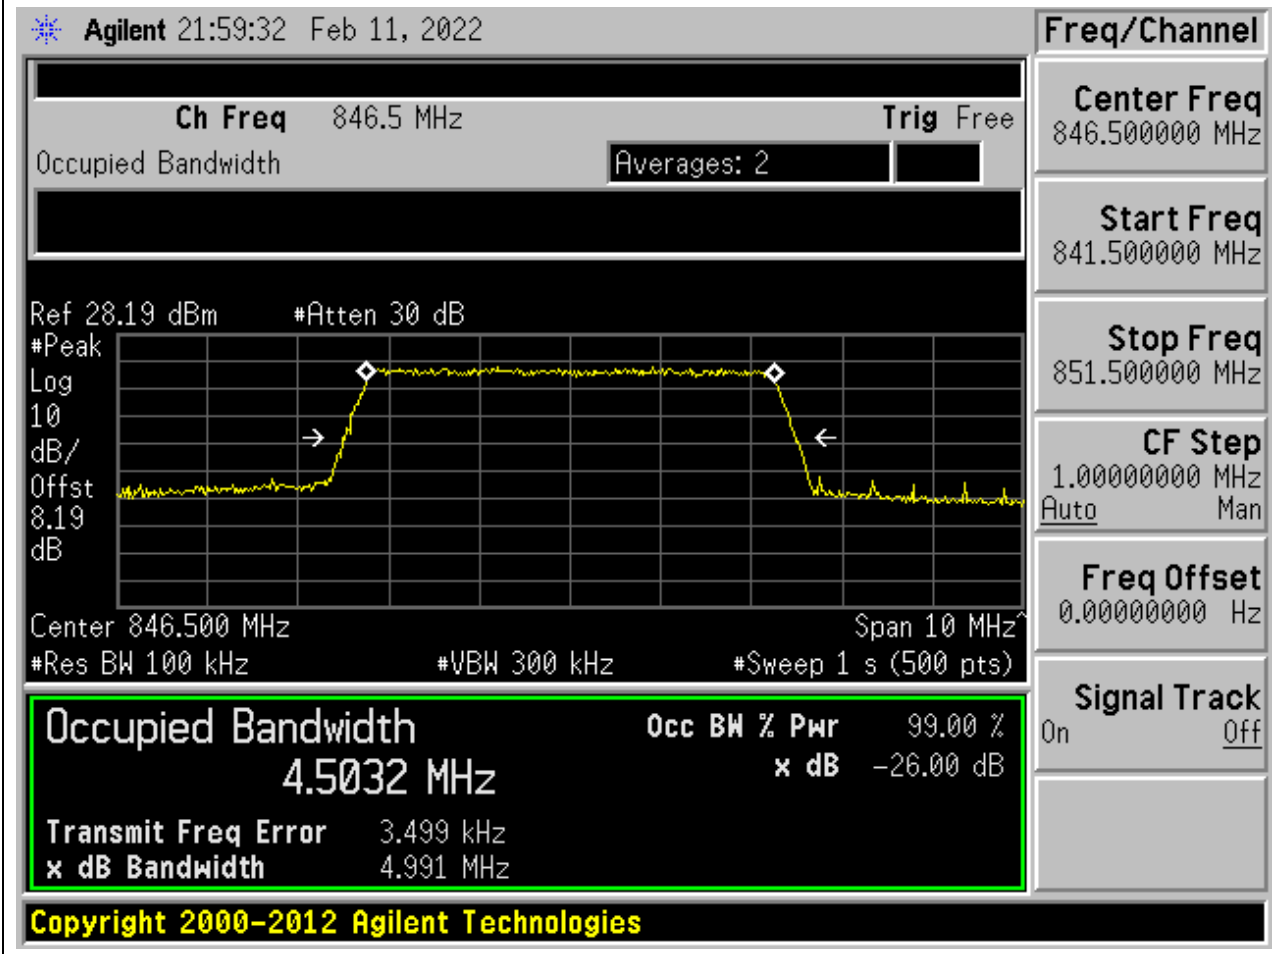 Agilent 21:59:32 Feb 11, 2022
Freq/Channel
Ch Freq 846.5 MHz Trig Free
Occupied Bandwidth Averages: 2
Center Freq
846.500000 MHz
Start Freq
841.500000 MHz
Stop Freq
851.500000 MHz
CF Step
1.00000000 MHz
Auto Man
Freq Offset
0.00000000 Hz
Signal Track
On Off
Ref 28.19 dBm #Atten 30 dB
#Peak
Log
10
dB/
Offst
8.19
dB
Center 846.500 MHz Span 10 MHz^
#Res BW 100 kHz #VBW 300 kHz #Sweep 1 s (500 pts)
Occupied Bandwidth Occ BW % Pwr 99.00 %
4.5032 MHz x dB -26.00 dB
Transmit Freq Error 3.499 kHz
x dB Bandwidth 4.991 MHz
Copyright 2000-2012 Agilent Technologies